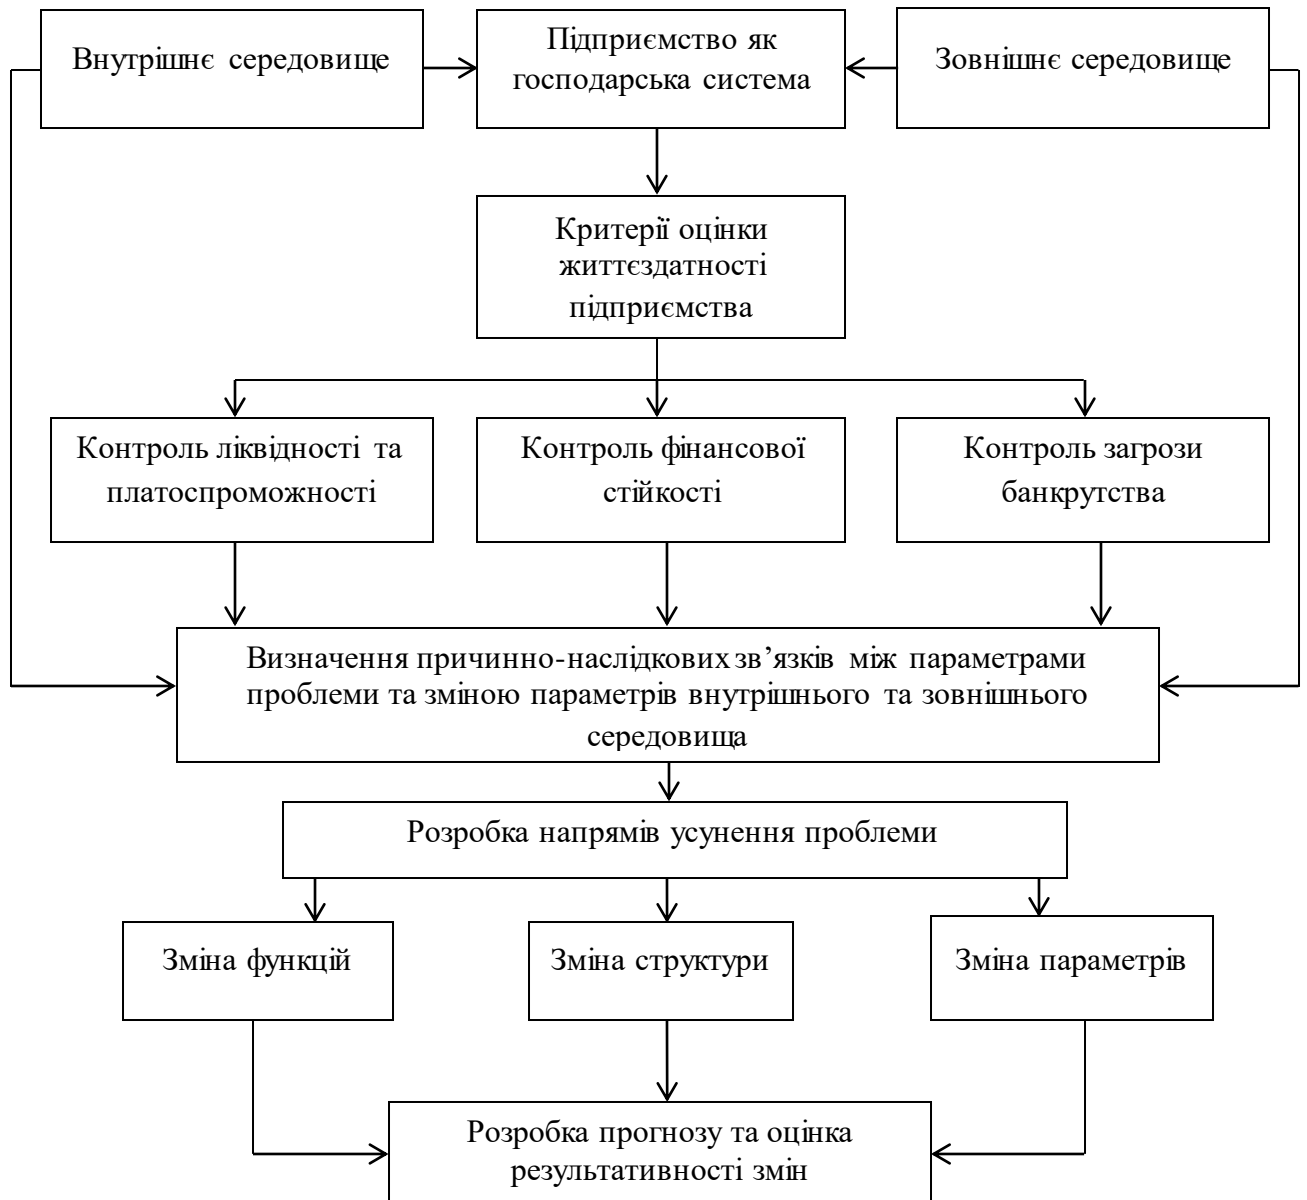 Внутрішнє середовище
Підприємство як
господарська система
Зовнішнє середовище
Критерії оцінки
життєздатності
підприємства
Контроль ліквідності та
платоспроможності
Контроль фінансової
стійкості
Контроль загрози
банкрутства
Визначення причинно-наслідкових зв’язків між параметрами
проблеми та зміною параметрів внутрішнього та зовнішнього
середовища
Розробка напрямів усунення проблеми
Зміна функцій
Зміна структури
Зміна параметрів
Розробка прогнозу та оцінка
результативності змін